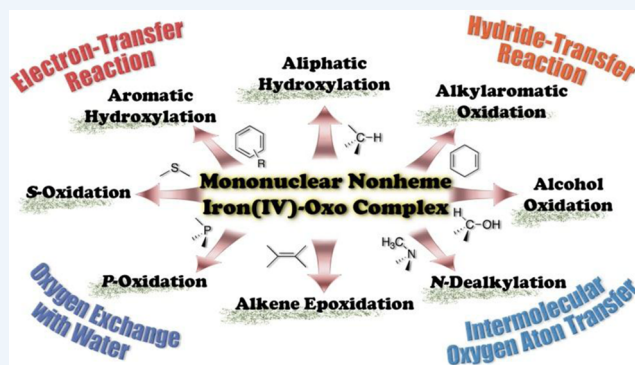 Electron-Transfer
Reaction
Hydride-Transfer
Reaction
Aliphatic
Hydroxylation
Aromatic
Hydroxylation
Alkylaromatic
Oxidation
R
C–H
S
S-Oxidation
Mononuclear Nonheme
Iron(IV)-Oxo Complex
Alcohol
Oxidation
P
H
C–OH
H3C
N
P-Oxidation
Alkene Epoxidation
N-Dealkylation
Oxygen Exchange
with Water
Intermolecular
Oxygen Aton Transfer